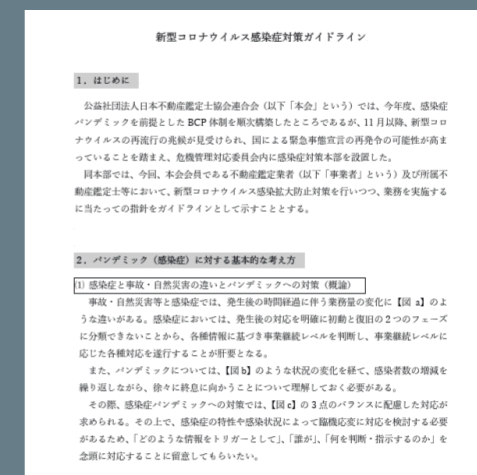 新型コロナウイルス感染症対策ガイドライン
1．はじめに
公益社団法人日本不動産鑑定士協会連合会（以下「本会」という）では、今年度、感染症
パンデミックを前提とした BCP 体制を順次構築したところであるが、11 月以降、新型コロ
ナウイルスの再流行の兆候が見受けられ、国による緊急事態宣言の再発令の可能性が高ま
っていることを踏まえ、危機管理対応委員会内に感染症対策本部を設置した。
同本部では、今回、本会会員である不動産鑑定業者（以下「事業者」という）及び所属不
動産鑑定士等において、新型コロナウイルス感染拡大防止対策を行いつつ、業務を実施する
に当たっての指針をガイドラインとして示すこととする。
2．パンデミック（感染症）に対する基本的な考え方
⑴ 感染症と事故・自然災害の違いとパンデミックへの対策（概論）
事故・自然災害等と感染症では、発生後の時間経過に伴う業務量の変化に【図 a】のよ
うな違いがある。感染症においては、発生後の対応を明確に初動と復旧の２つのフェーズ
に分類できないことから、各種情報に基づき事業継続レベルを判断し、事業継続レベルに
応じた各種対応を遂行することが肝要となる。
また、パンデミックについては、【図 b】のような状況の変化を経て、感染者数の増減を
繰り返しながら、徐々に終息に向かうことについて理解しておく必要がある。
その際、感染症パンデミックへの対策では、【図 c】の 3 点のバランスに配慮した対応が
求められる。その上で、感染症の特性や感染状況によって臨機応変に対応を検討する必要
があるため、「どのような情報をトリガーとして」、「誰が」、「何を判断・指示するのか」を
念頭に対応することに留意してもらいたい。